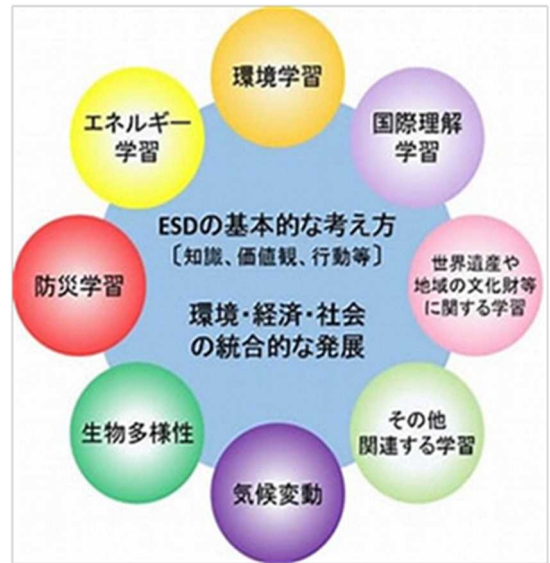 環境学習
国際理解
学習
世界遺産や
地域の文化財等
に関する学習
その他
関連する学習
気候変動
生物多様性
防災学習
エネルギー
学習
ESDの基本的な考え方
〔知識、価値観、行動等〕
環境・経済・社会
の統合的な発展